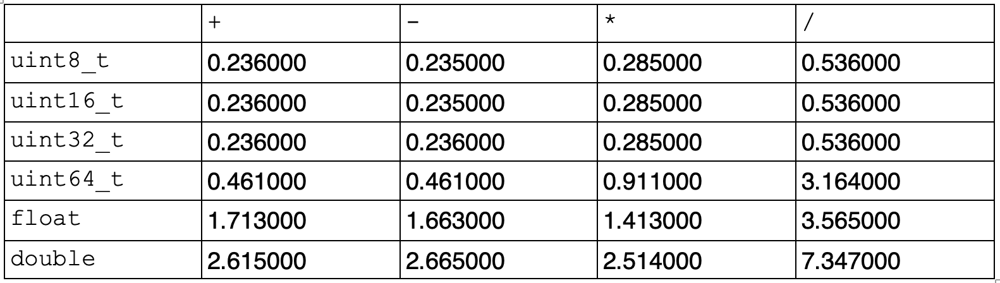 + - * /
uint8_t 0.236000 0.235000 0.285000 0.536000
uint16_t 0.236000 0.235000 0.285000 0.536000
uint32_t 0.236000 0.236000 0.285000 0.536000
uint64_t 0.461000 0.461000 0.911000 3.164000
float 1.713000 1.663000 1.413000 3.565000
double 2.615000 2.665000 2.514000 7.347000